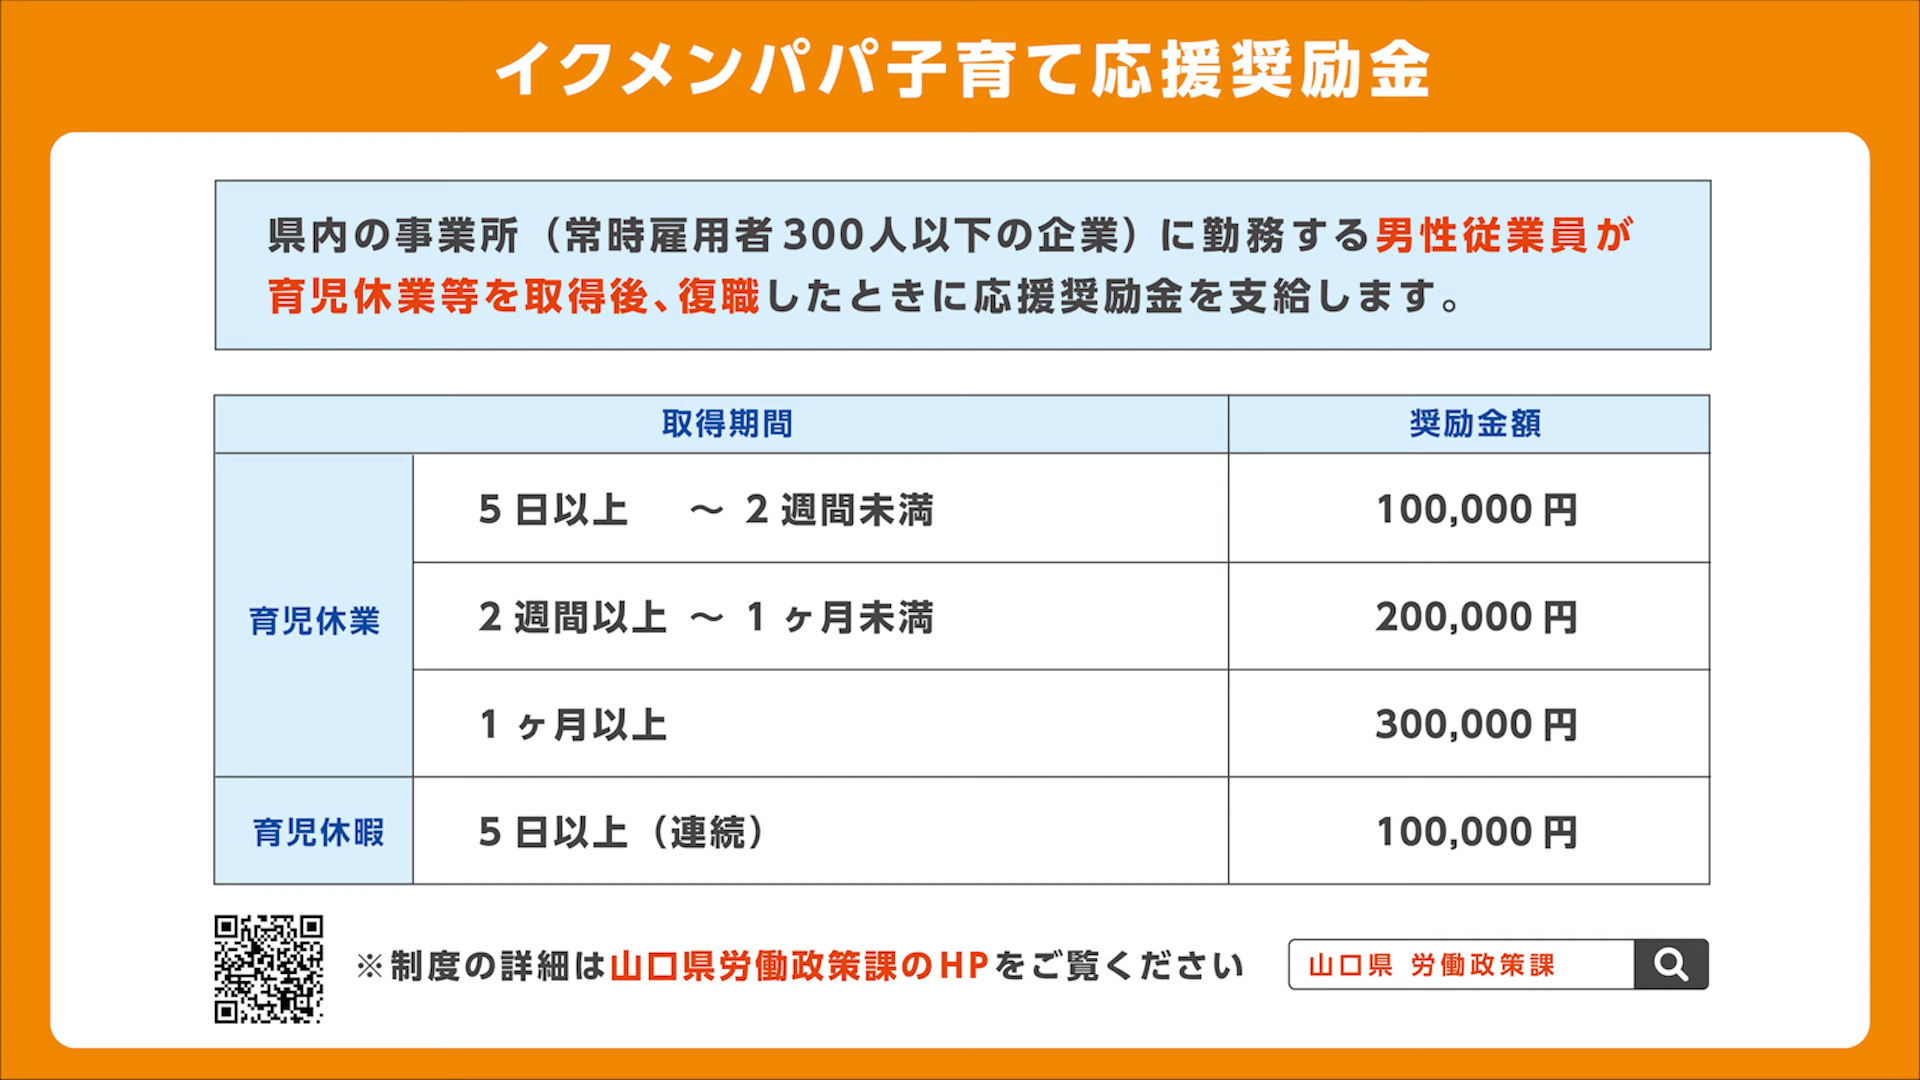 イクメンパパ子育て応援奨励金
県内の事業所（常時雇用者300人以下の企業）に勤務する男性従業員が
育児休業等を取得後、復職したときに応援奨励金を支給します。
取得期間 奨励金額
育児休業
5日以上 ～ 2週間未満 100,000円
2週間以上 ～ 1ヶ月未満 200,000円
1ヶ月以上 300,000円
育児休暇 5日以上（連続） 100,000円
※制度の詳細は山口県労働政策課のHPをご覧ください
山口県 労働政策課